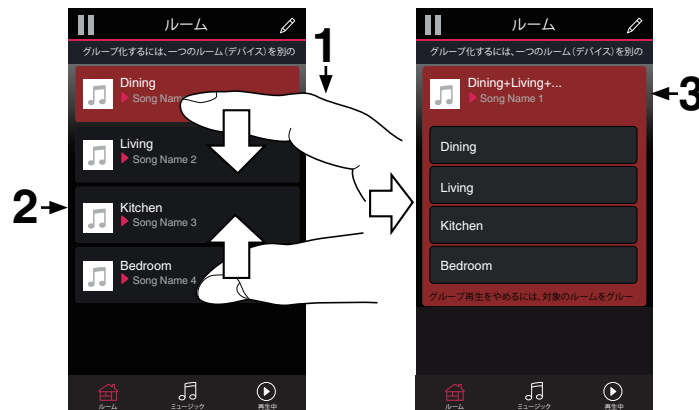 ルーム
グループ化するには、一つのルーム（デバイス）を別の
Dining
Song Nam
Living
Song Name 2
Kitchen
Song Name 3
Bedroom
Song Name 4
ルーム
ミュージック
再生中
1
2
ルーム
グループ化するには、一つのルーム（デバイス）を別の
Dining+Living+...
Song Name 1
Dining
Living
Kitchen
Bedroom
グループ再生をやめるには、対象のルームをグルー
ルーム
ミュージック
再生中
3